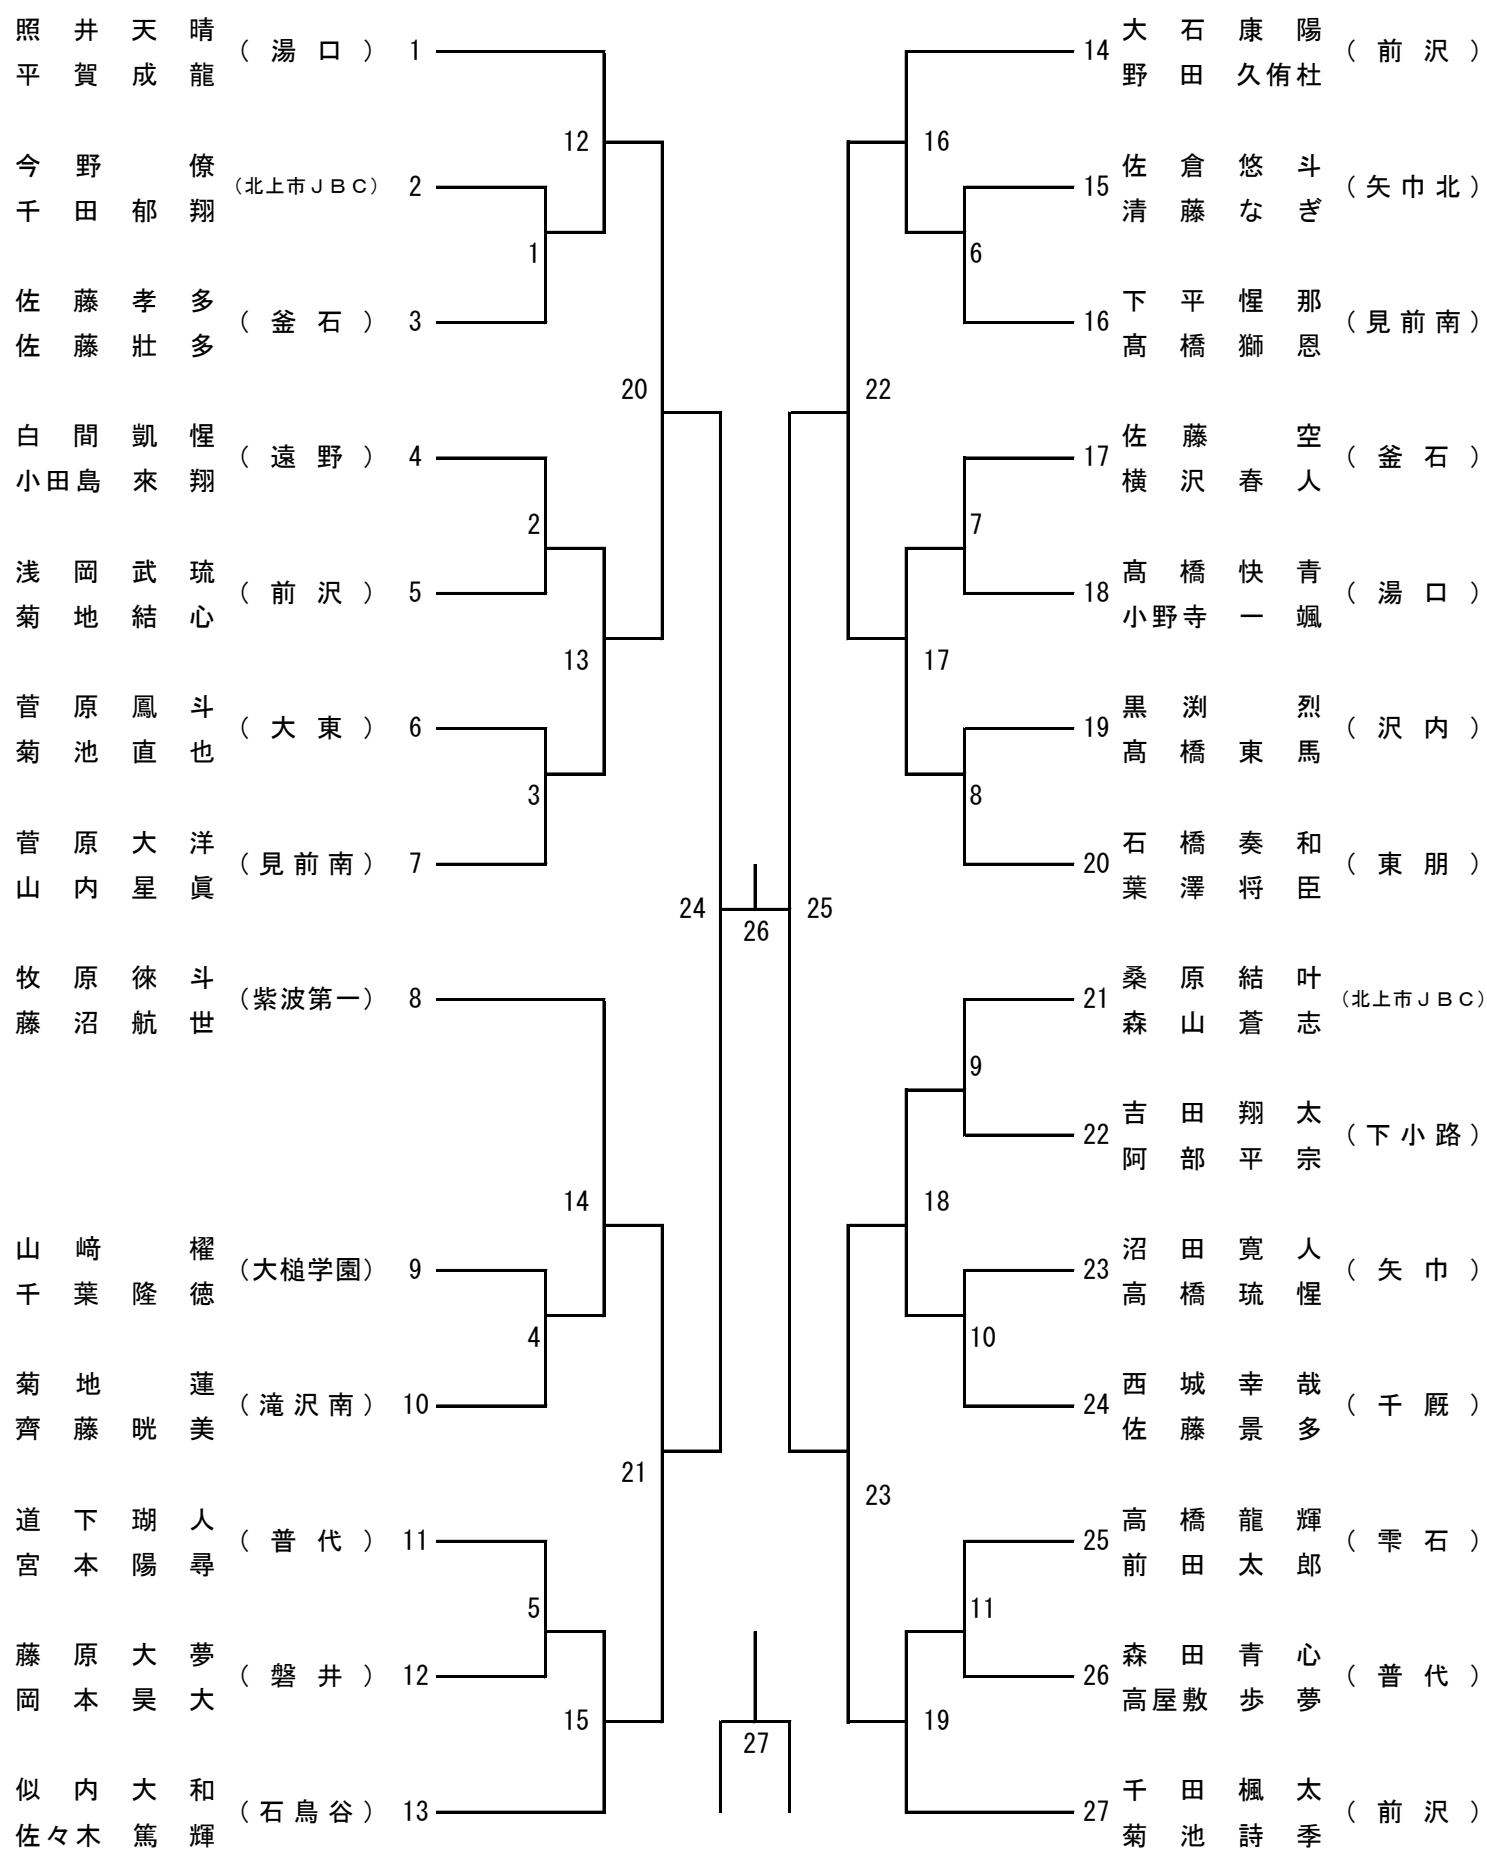 照井天晴
平賀成龍
(湯口) 1
今野僚
千田郁翔
(北上市JBC) 2
佐藤孝多
佐藤壯多
(釜石) 3
白間凱惺
小田島來翔
(遠野) 4
浅岡武琉
菊地結心
(前沢) 5
菅原鳳斗
菊池直也
(大東) 6
菅原大洋
山内星眞
(見前南) 7
牧原徠斗
藤沼航世
(紫波第一) 8
山﨑櫂
千葉隆徳
(大槌学園) 9
菊地蓮
齊藤晄美
(滝沢南) 10
道下瑚人
宮本陽尋
(普代) 11
藤原大夢
岡本昊大
(磐井) 12
似内大和
佐々木篤輝
(石鳥谷) 13
12
1
20
2
13
3
24
14
4
21
5
15
26
27
25
16
6
22
7
17
8
9
18
10
23
11
19
14 大石康陽
野田久侑杜
(前沢)
15 佐倉悠斗
清藤なぎ
(矢巾北)
16 下平惺那
髙橋獅恩
(見前南)
17 佐藤空
横沢春人
(釜石)
18 髙橋快青
小野寺一颯
(湯口)
19 黒渕烈
髙橋東馬
(沢内)
20 石橋奏和
葉澤将臣
(東朋)
21 桑原結叶
森山蒼志
(北上市JBC)
22 吉田翔太
阿部平宗
(下小路)
23 沼田寛人
高橋琉惺
(矢巾)
24 西城幸哉
佐藤景多
(千厩)
25 高橋龍輝
前田太郎
(雫石)
26 森田青心
高屋敷歩夢
(普代)
27 千田楓太
菊池詩季
(前沢)